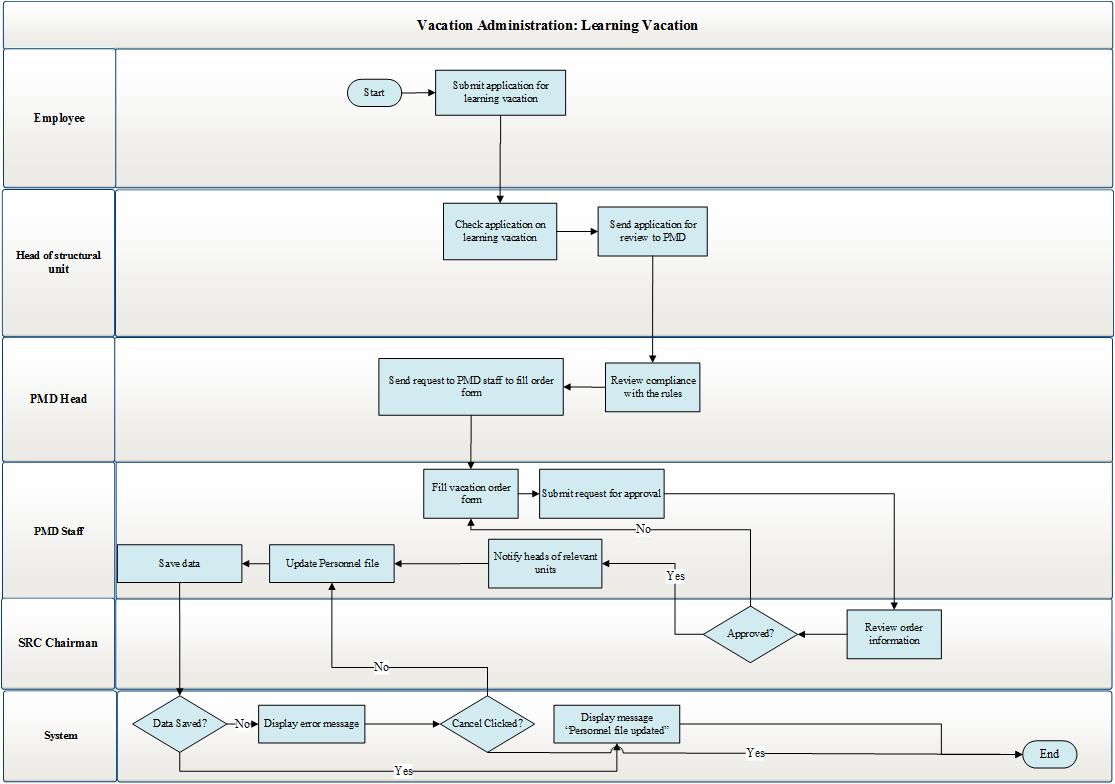 Vacation Administration: Learning Vacation
Employee
Start
Submit application for
learning vacation
Head of structural
unit
Check application on
learning vacation
Send application for
review to PMD
PMD Head
Send request to PMD staff to fill order
form
Review compliance
with the rules
PMD Staff
Fill vacation order
form
Submit request for approval
No
Save data
Update Personnel file
Notify heads of relevant
units
Yes
SRC Chairman
Approved?
Review order
information
No
System
Data Saved?
No
Display error message
Cancel Clicked?
Display message
“Personnel file updated”
Yes
End
Yes